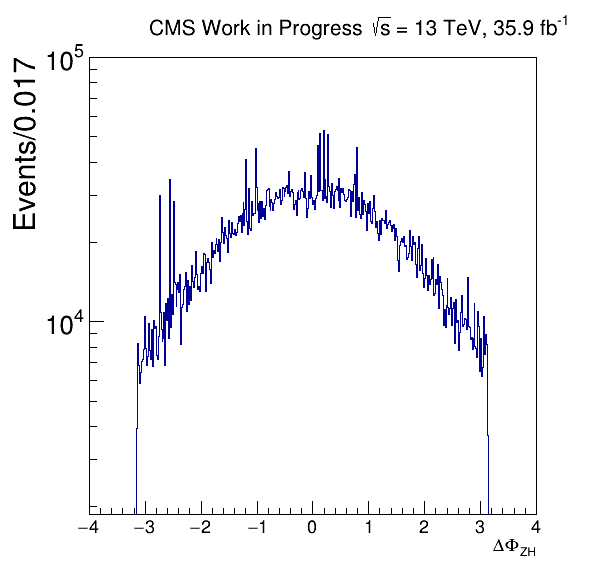 CMS Work in Progress √s = 13 TeV, 35.9 fb⁻¹
Events/0.017
10⁵
10⁴
−4 −3 −2 −1 0 1 2 3 4
ΔΦ_ZH